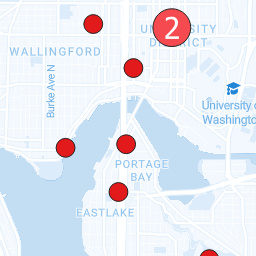 UNIVERSITY
DISTRICT
2
WALLINGFORD
Burke Ave N
University of
Washington
PORTAGE
BAY
EASTLAKE